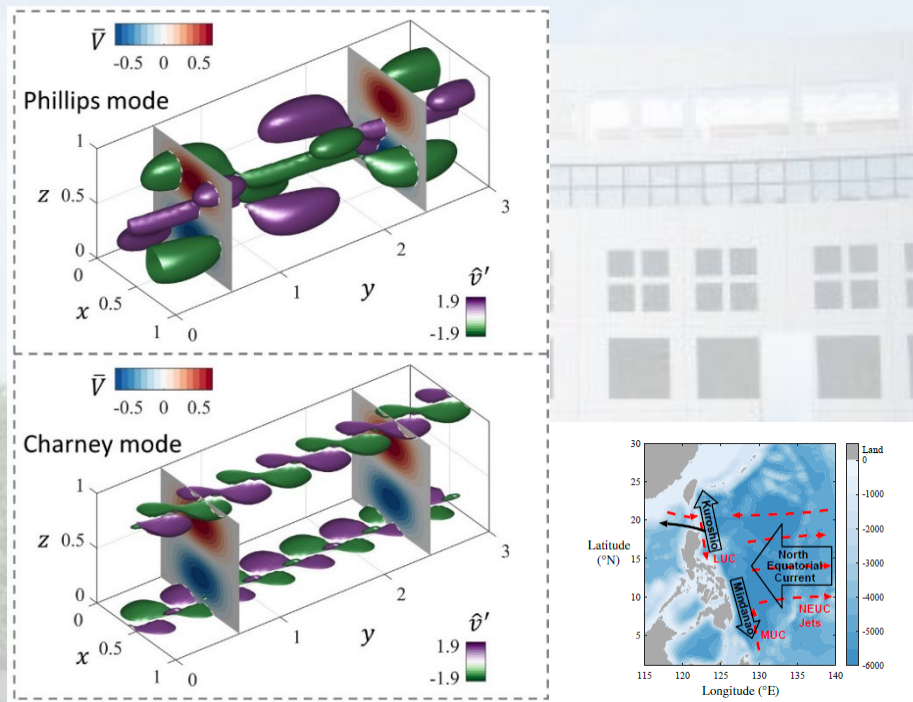 V̄
-0.5 0 0.5
Phillips mode
1
z 0.5
0
0
x 0.5
1
0
1
y
2
3
v̂′
1.9
-1.9
V̄
-0.5 0 0.5
Charney mode
1
z 0.5
0
0
x 0.5
1
0
1
y
2
3
v̂′
1.9
-1.9
30
25
20
15
10
5
Latitude
(°N)
115 120 125 130 135 140
Longitude (°E)
Kuroshio
LUC
North
Equatorial
Current
Mindanao
NEUC
Jets
MUC
Land
0
-1000
-2000
-3000
-4000
-5000
-6000